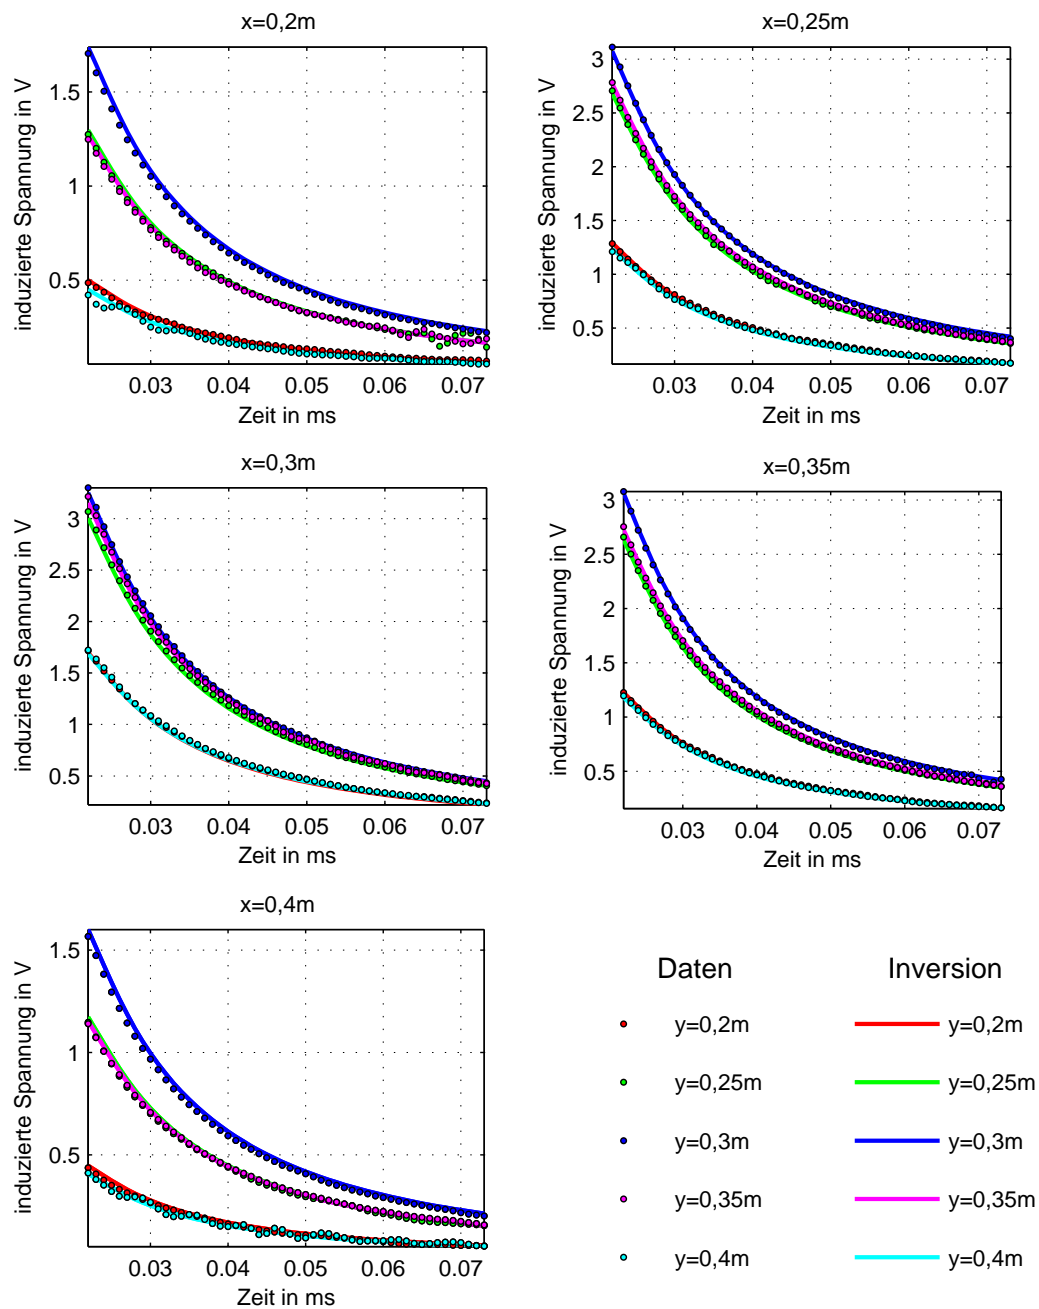 x=0,2m
induzierte Spannung in V
1.5
1
0.5
0.03 0.04 0.05 0.06 0.07
Zeit in ms
x=0,25m
induzierte Spannung in V
3
2.5
2
1.5
1
0.5
0.03 0.04 0.05 0.06 0.07
Zeit in ms
x=0,3m
induzierte Spannung in V
3
2.5
2
1.5
1
0.5
0.03 0.04 0.05 0.06 0.07
Zeit in ms
x=0,35m
induzierte Spannung in V
3
2.5
2
1.5
1
0.5
0.03 0.04 0.05 0.06 0.07
Zeit in ms
x=0,4m
induzierte Spannung in V
1.5
1
0.5
0.03 0.04 0.05 0.06 0.07
Zeit in ms
Daten Inversion
y=0,2m y=0,2m
y=0,25m y=0,25m
y=0,3m y=0,3m
y=0,35m y=0,35m
y=0,4m y=0,4m